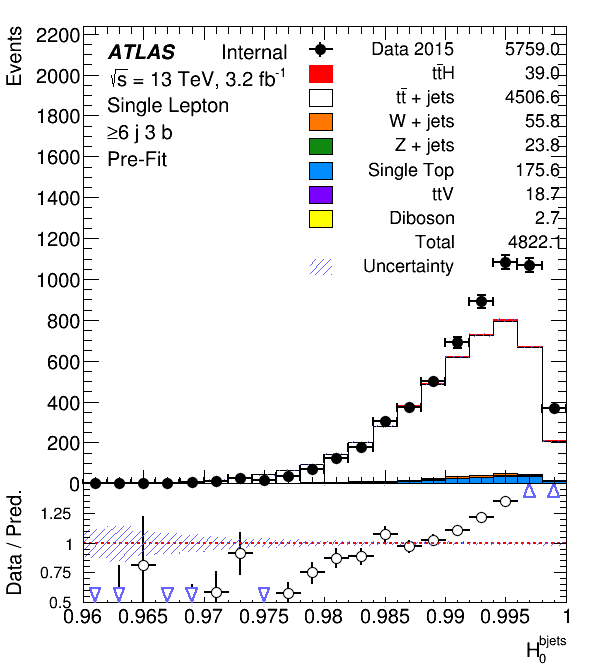 Events
2200
2000
1800
1600
1400
1200
1000
800
600
400
200
0
ATLAS Internal
√s = 13 TeV, 3.2 fb⁻¹
Single Lepton
≥6 j 3 b
Pre-Fit
Data 2015 5759.0
tt̄H 39.0
tt̄ + jets 4506.6
W + jets 55.8
Z + jets 23.8
Single Top 175.6
ttV 18.7
Diboson 2.7
Total 4822.1
Uncertainty
Data / Pred.
1.25
1
0.75
0.5
0.96 0.965 0.97 0.975 0.98 0.985 0.99 0.995 1
H₀ᵇʲᵉᵗˢ